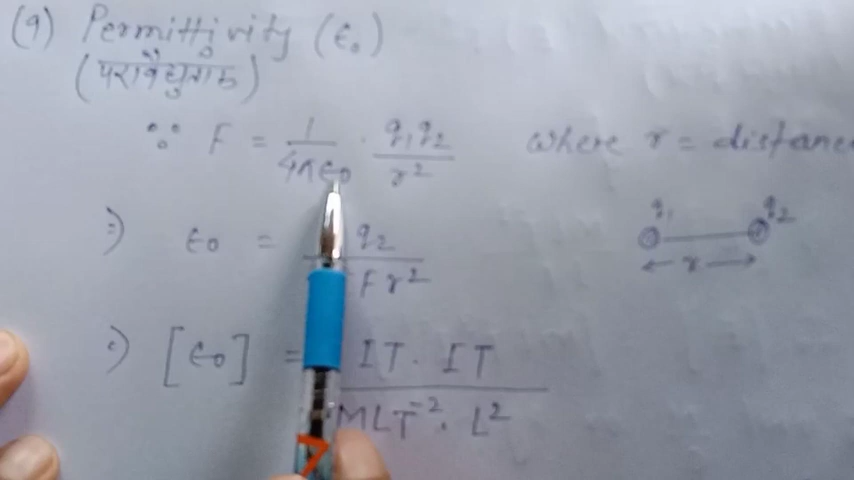 (9) Permittivity (ε₀)
(परावैद्युतांक)
∵ F = 1/4πε₀ · q₁q₂/r² where r = distance
⇒ ε₀ = q₂/Fr²
q₁ q₂
r
∴) [ε₀] = IT · IT/MLT⁻² · L²